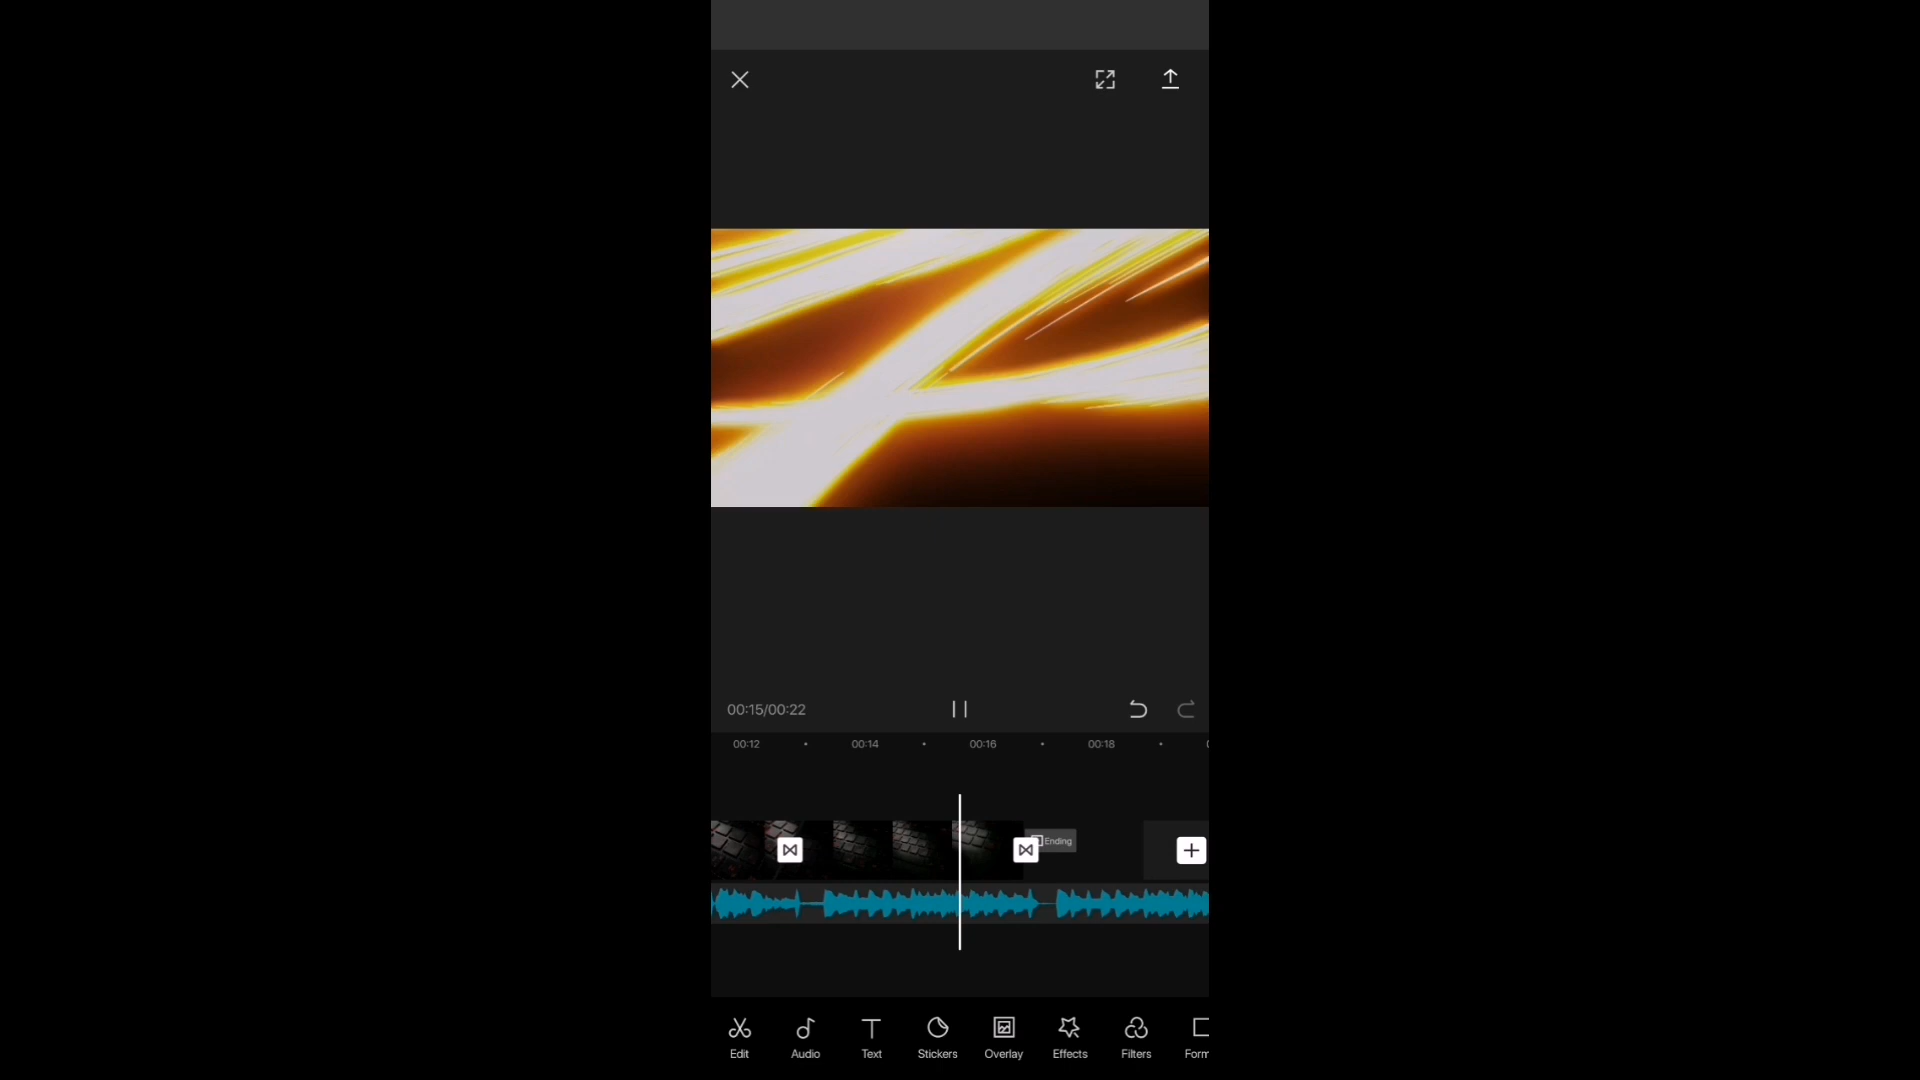 00:15/00:22
00:12 00:14 00:16 00:18
Ending
Edit Audio Text Stickers Overlay Effects Filters Form